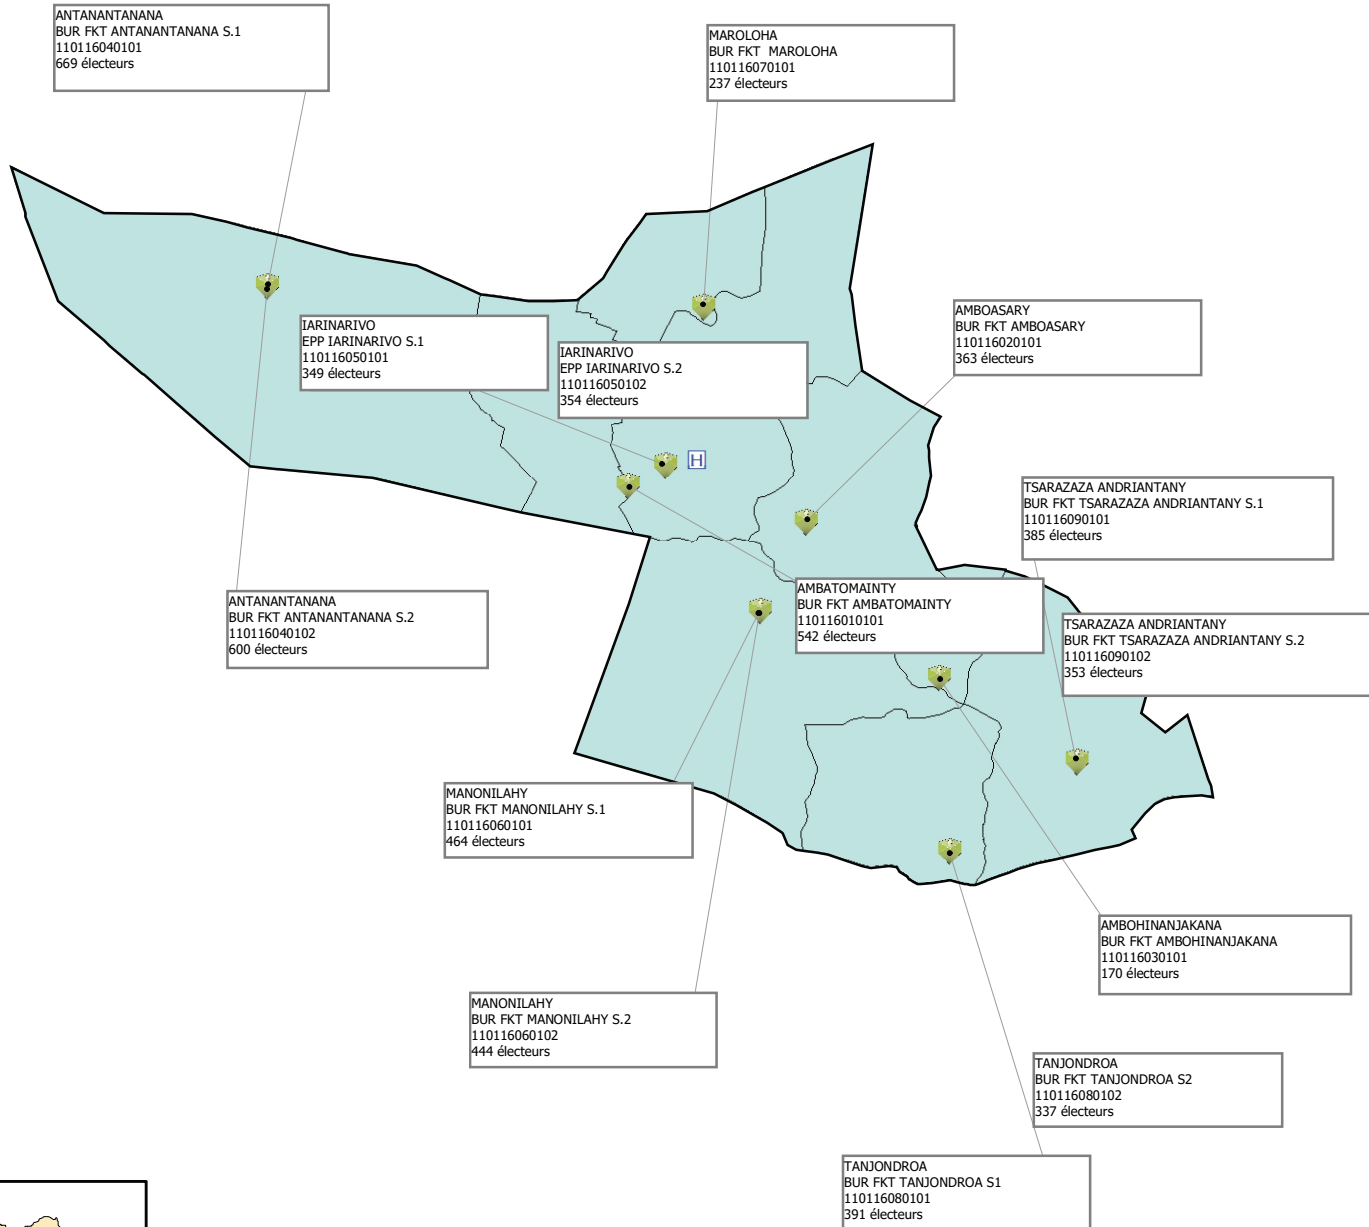 ANTANANTANANA
BUR FKT ANTANANTANANA S.1
110116040101
669 électeurs
MAROLOHA
BUR FKT  MAROLOHA
110116070101
237 électeurs
AMBOASARY
BUR FKT AMBOASARY
110116020101
363 électeurs
IARINARIVO
EPP IARINARIVO S.1
110116050101
349 électeurs
IARINARIVO
EPP IARINARIVO S.2
110116050102
354 électeurs
H
TSARAZAZA ANDRIANTANY
BUR FKT TSARAZAZA ANDRIANTANY S.1
110116090101
385 électeurs
ANTANANTANANA
BUR FKT ANTANANTANANA S.2
110116040102
600 électeurs
AMBATOMAINTY
BUR FKT AMBATOMAINTY
110116010101
542 électeurs
TSARAZAZA ANDRIANTANY
BUR FKT TSARAZAZA ANDRIANTANY S.2
110116090102
353 électeurs
MANONILAHY
BUR FKT MANONILAHY S.1
110116060101
464 électeurs
AMBOHINANJAKANA
BUR FKT AMBOHINANJAKANA
110116030101
170 électeurs
MANONILAHY
BUR FKT MANONILAHY S.2
110116060102
444 électeurs
TANJONDROA
BUR FKT TANJONDROA S2
110116080102
337 électeurs
TANJONDROA
BUR FKT TANJONDROA S1
110116080101
391 électeurs